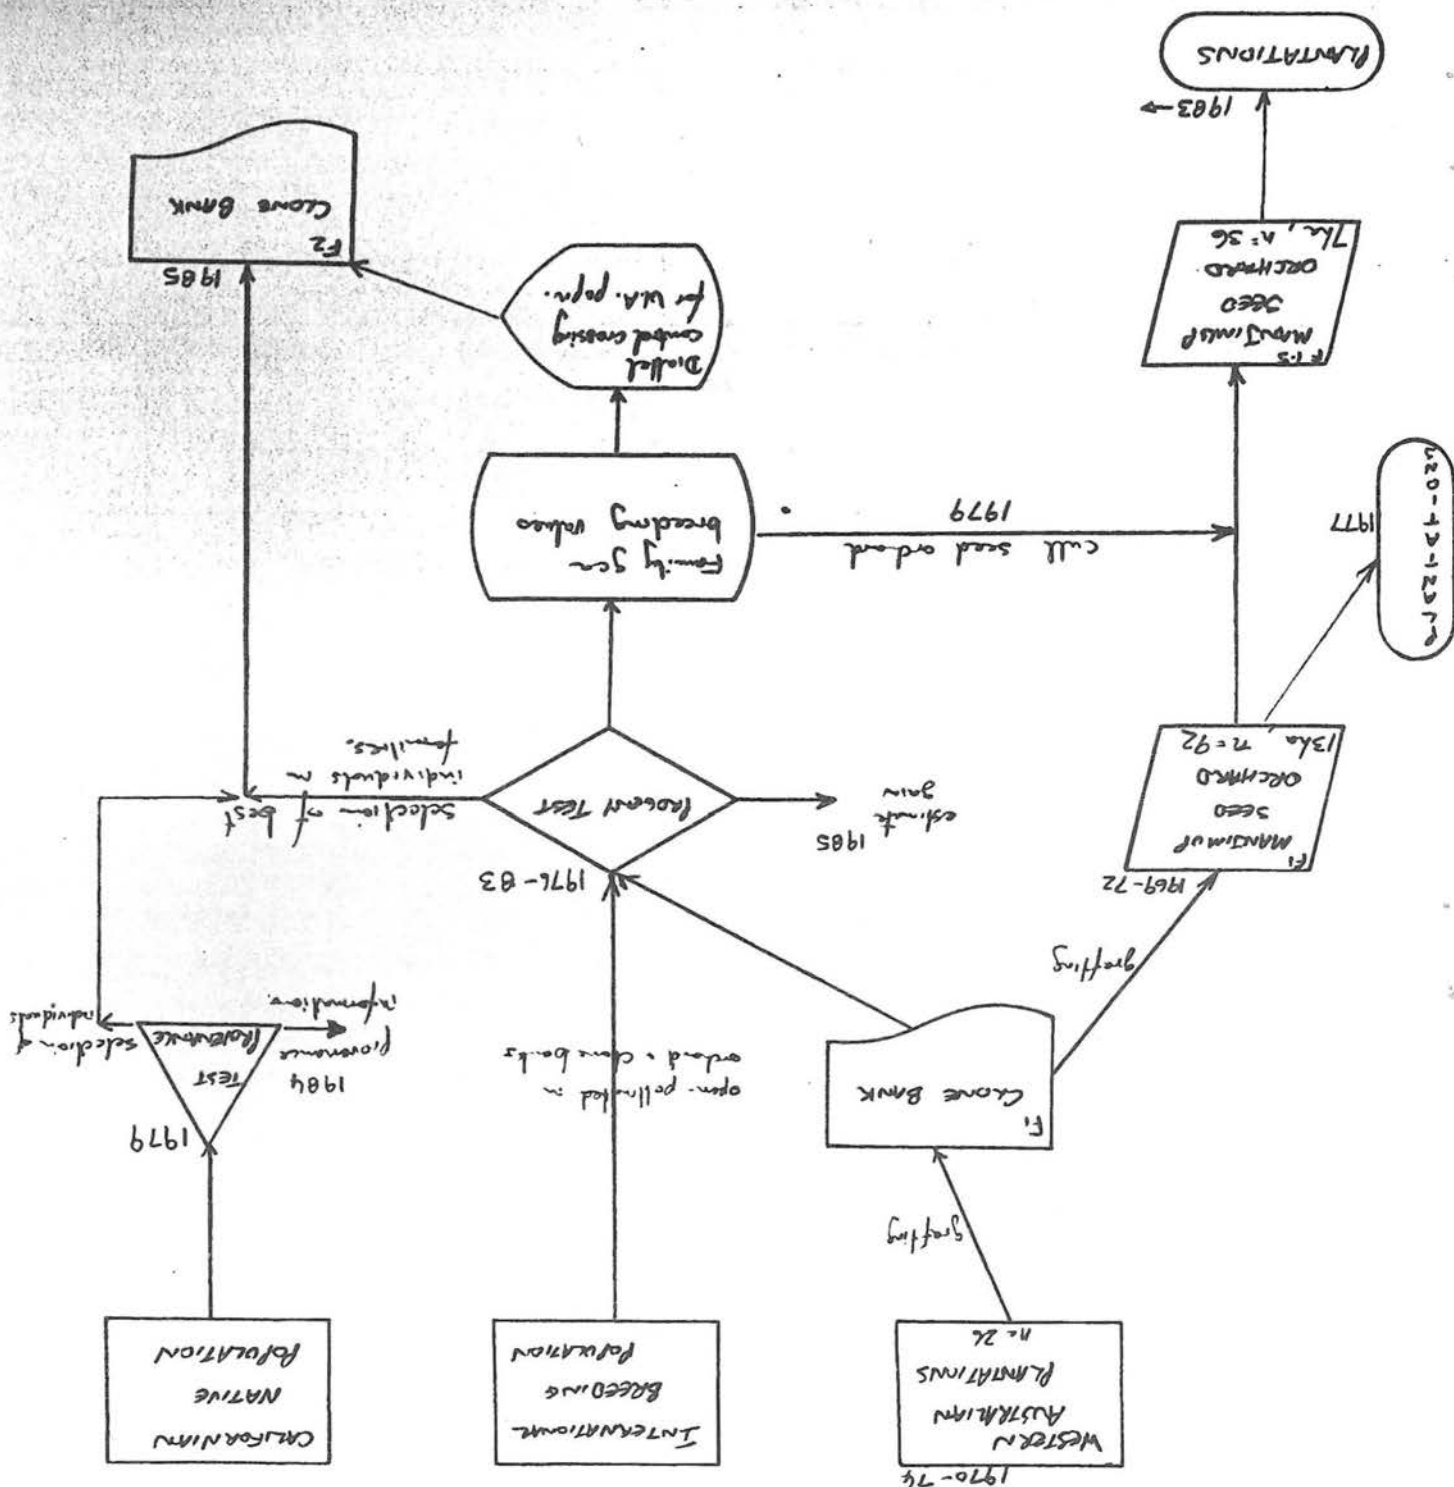 1970-74
WESTERN
AUSTRALIAN
PLANTATIONS
n=26
INTERNATIONAL
BREEDING
POPULATION
CALIFORNIAN
NATIVE
POPULATION
grafting
F1
CLONE BANK
open-pollinated in
orchard + clone banks
1979
PROVENANCE
TEST
1984
Provenance
information.
selection of
individuals
grafting
1969-72
F1
MANJIMUP
SEED
ORCHARD
13ha, n=92
1976-83
PROGENY TEST
1985
estimate
gain
selection of best
individuals in
families.
1977
Family gca
breeding values
cull seed orchard
1979
Diallel
control crossing
for W.A. popn.
F1.5
MANJIMUP
SEED
ORCHARD
7ha, n=36
1985
F2
CLONE BANK
1983→
PLANTATIONS